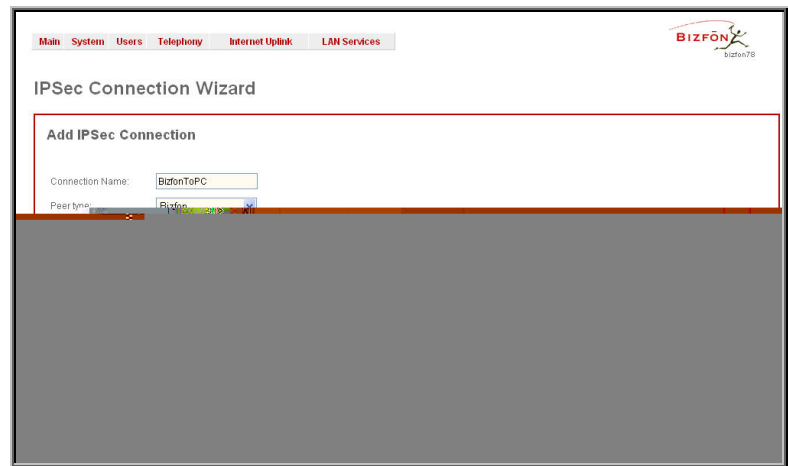 Main System Users Telephony Internet Uplink LAN Services
BIZFŌN
bizfon78
IPSec Connection Wizard
Add IPSec Connection
Connection Name: BizfonToPC
Peer type: Bizfon